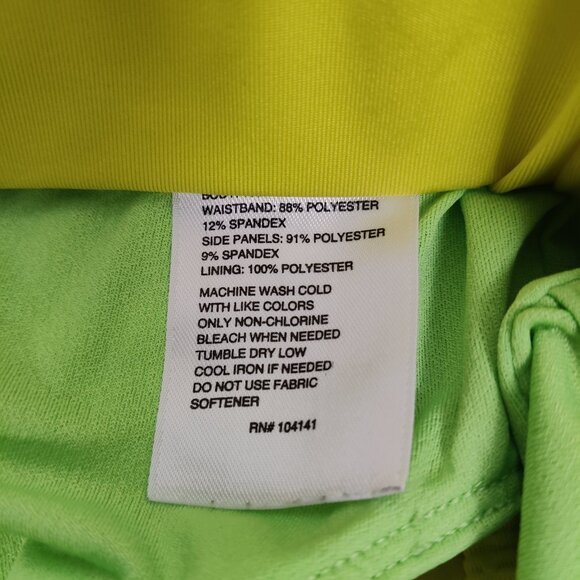 WAISTBAND: 88% POLYESTER
12% SPANDEX
SIDE PANELS: 91% POLYESTER
9% SPANDEX
LINING: 100% POLYESTER
MACHINE WASH COLD
WITH LIKE COLORS
ONLY NON-CHLORINE
BLEACH WHEN NEEDED
TUMBLE DRY LOW
COOL IRON IF NEEDED
DO NOT USE FABRIC
SOFTENER
RN# 104141